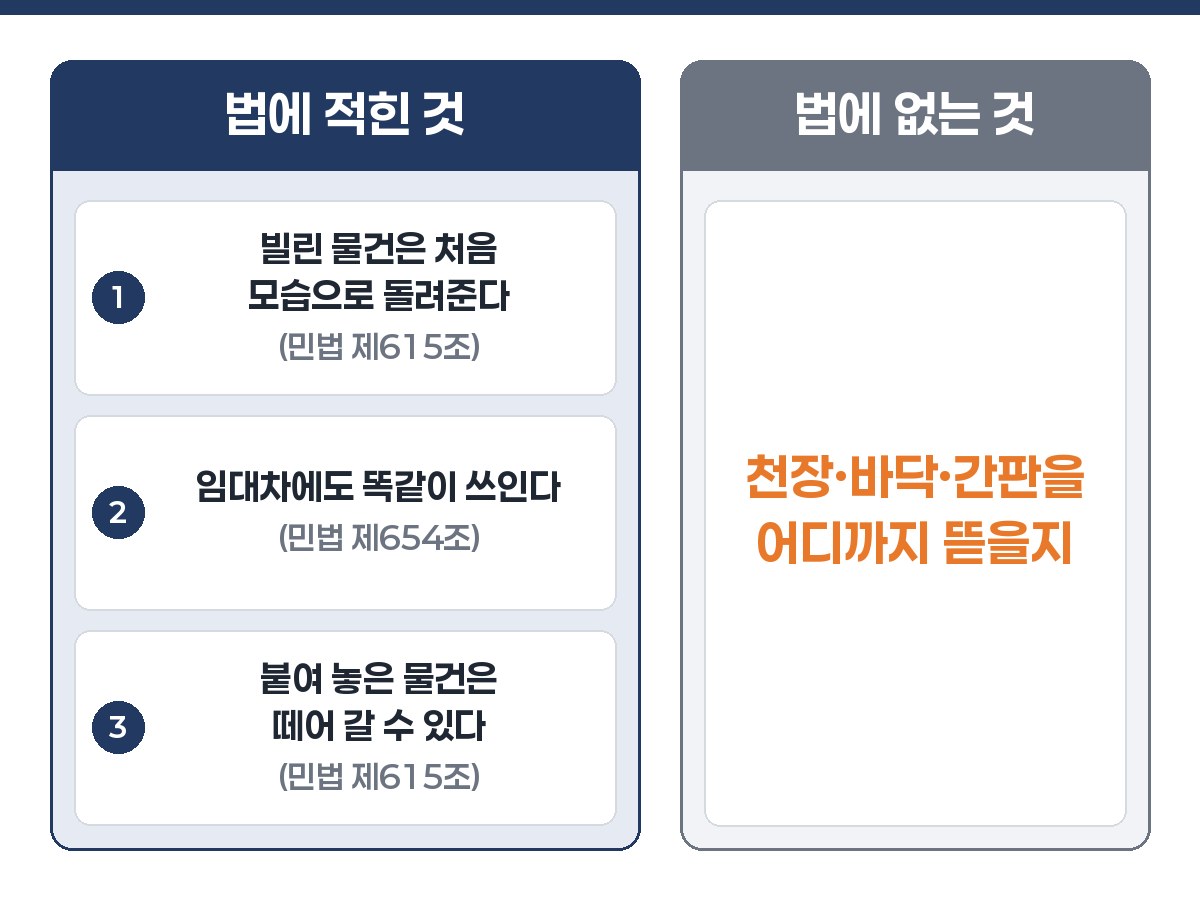 법에 적힌 것
1
빌린 물건은 처음
모습으로 돌려준다
(민법 제615조)
2
임대차에도 똑같이 쓰인다
(민법 제654조)
3
붙여 놓은 물건은
떼어 갈 수 있다
(민법 제615조)
법에 없는 것
천장·바닥·간판을
어디까지 뜯을지